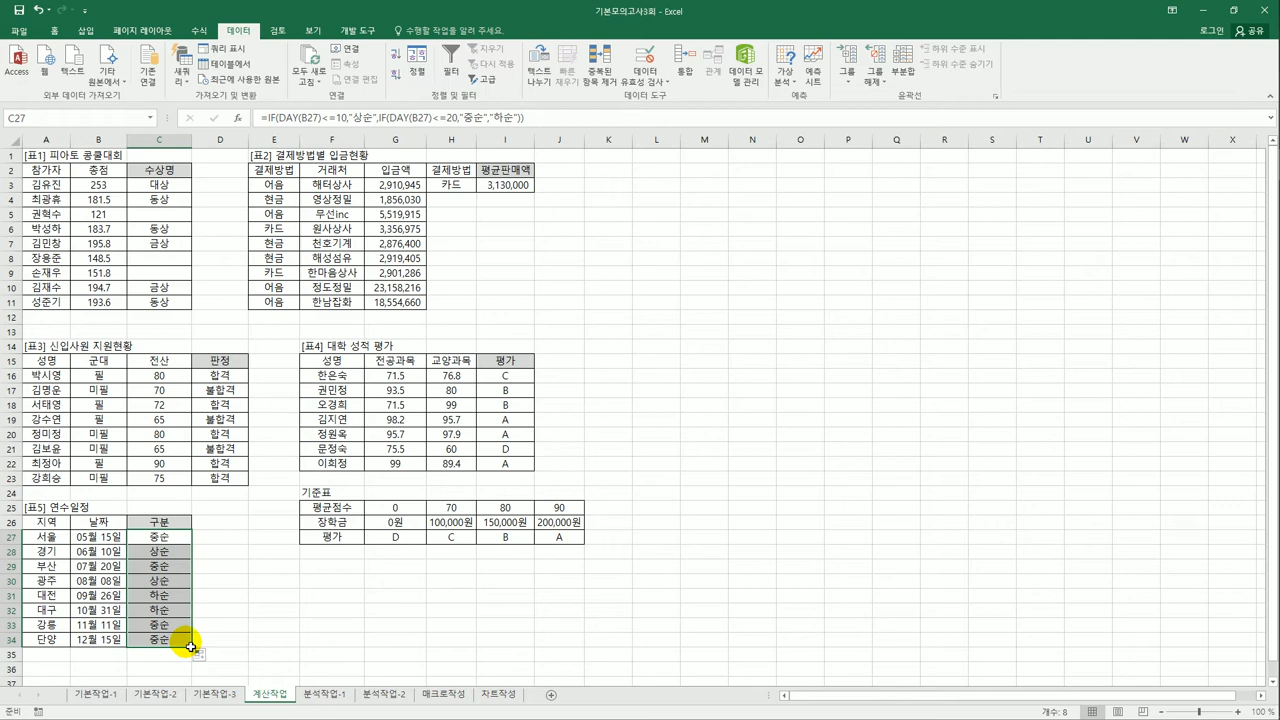 기본모의고사3회 - Excel
파일 홈 삽입 페이지 레이아웃 수식 데이터 검토 보기 개발 도구 수행할 작업을 알려 주세요. 로그인 공유
Access 웹 텍스트 기타 원본에서 기존 연결 새쿼리 쿼리 표시 테이블에서 최근에 사용한 원본 모두 새로 고침 연결 속성 연결 편집 정렬 필터 지우기 다시 적용 고급 텍스트 나누기 빠른 채우기 중복된 항목 제거 데이터 유효성 검사 통합 관계 데이터 모델 관리 가상 분석 예측 시트 그룹 그룹 해제 부분합 하위 수준 표시 하위 수준 숨기기
외부 데이터 가져오기 가져오기 및 변환 연결 정렬 및 필터 데이터 도구 예측 윤곽선
C27 =IF(DAY(B27)<=10,"상순",IF(DAY(B27)<=20,"중순","하순"))
A B C D E F G H I J K L M N O P Q R S T U V W X
1 [표1] 피아토 콩쿨대회 [표2] 결제방법별 입금현황
2 참가자 총점 수상명 결제방법 거래처 입금액 결제방법 평균판매액
3 김유진 253 대상 어음 해터상사 2,910,945 카드 3,130,000
4 최광휴 181.5 동상 현금 영상정밀 1,856,030
5 권혁수 121 어음 무선inc 5,519,915
6 박성하 183.7 동상 카드 원사상사 3,356,975
7 김민창 195.8 금상 현금 천호기계 2,876,400
8 장용준 148.5 현금 해성섬유 2,919,405
9 손재우 151.8 카드 한마음상사 2,901,286
10 김재수 194.7 금상 어음 정도정밀 23,158,216
11 성준기 193.6 동상 어음 한남잡화 18,554,660
12
13
14 [표3] 신입사원 지원현황 [표4] 대학 성적 평가
15 성명 군대 전산 판정 성명 전공과목 교양과목 평가
16 박시영 필 80 합격 한은숙 71.5 76.8 C
17 김명운 미필 70 불합격 권민정 93.5 80 B
18 서태영 필 72 합격 오경희 71.5 99 B
19 강수연 필 65 불합격 김지연 98.2 95.7 A
20 정미정 미필 80 합격 정원옥 95.7 97.9 A
21 김보윤 미필 65 불합격 문정숙 75.5 60 D
22 최정아 필 90 합격 이희정 99 89.4 A
23 강희승 미필 75 합격
24 기준표
25 [표5] 연수일정 평균점수 0 70 80 90
26 지역 날짜 구분 장학금 0원 100,000원 150,000원 200,000원
27 서울 05월 15일 중순 평가 D C B A
28 경기 06월 10일 상순
29 부산 07월 20일 중순
30 광주 08월 08일 상순
31 대전 09월 26일 하순
32 대구 10월 31일 하순
33 강릉 11월 11일 중순
34 단양 12월 15일 중순
35
36
37
기본작업-1 기본작업-2 기본작업-3 계산작업 분석작업-1 분석작업-2 매크로작성 차트작성
준비 개수: 8 100 %